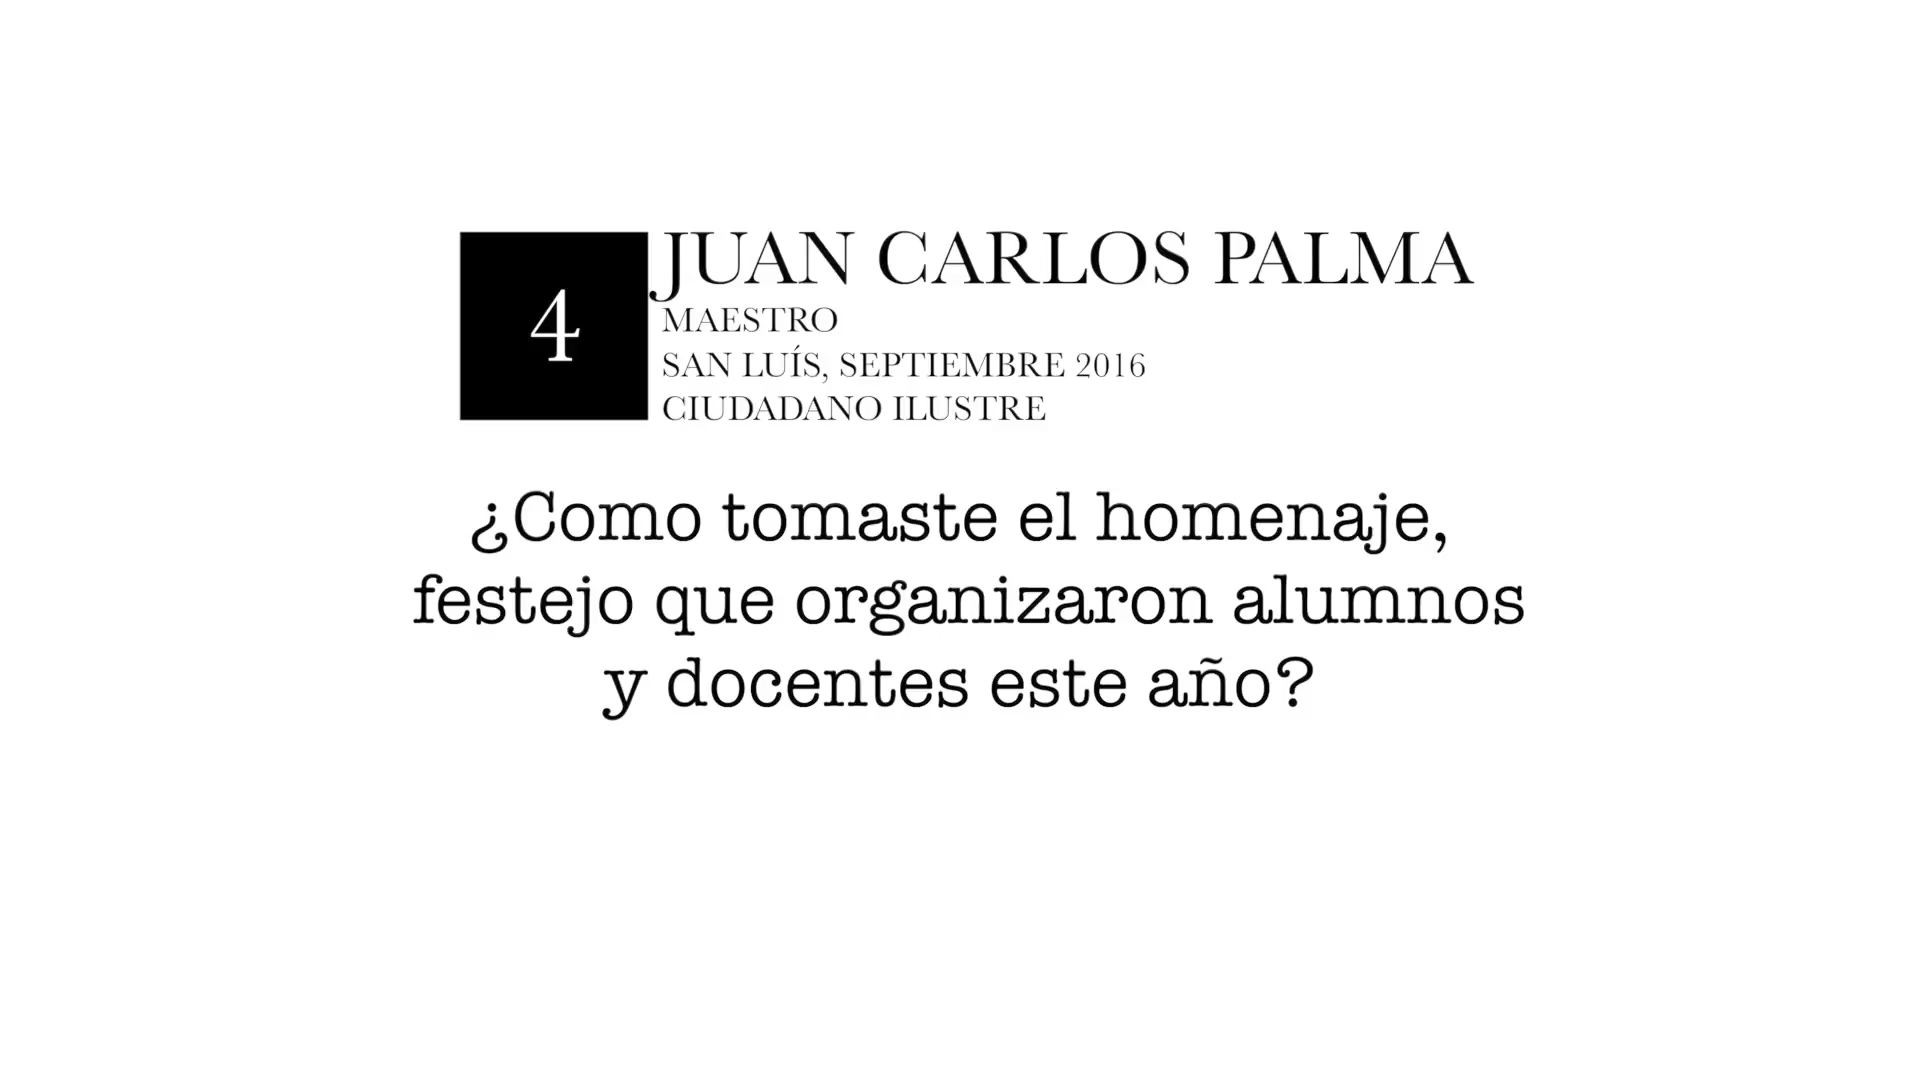 4
JUAN CARLOS PALMA
MAESTRO
SAN LUÍS, SEPTIEMBRE 2016
CIUDADANO ILUSTRE
¿Como tomaste el homenaje,
festejo que organizaron alumnos
y docentes este año?